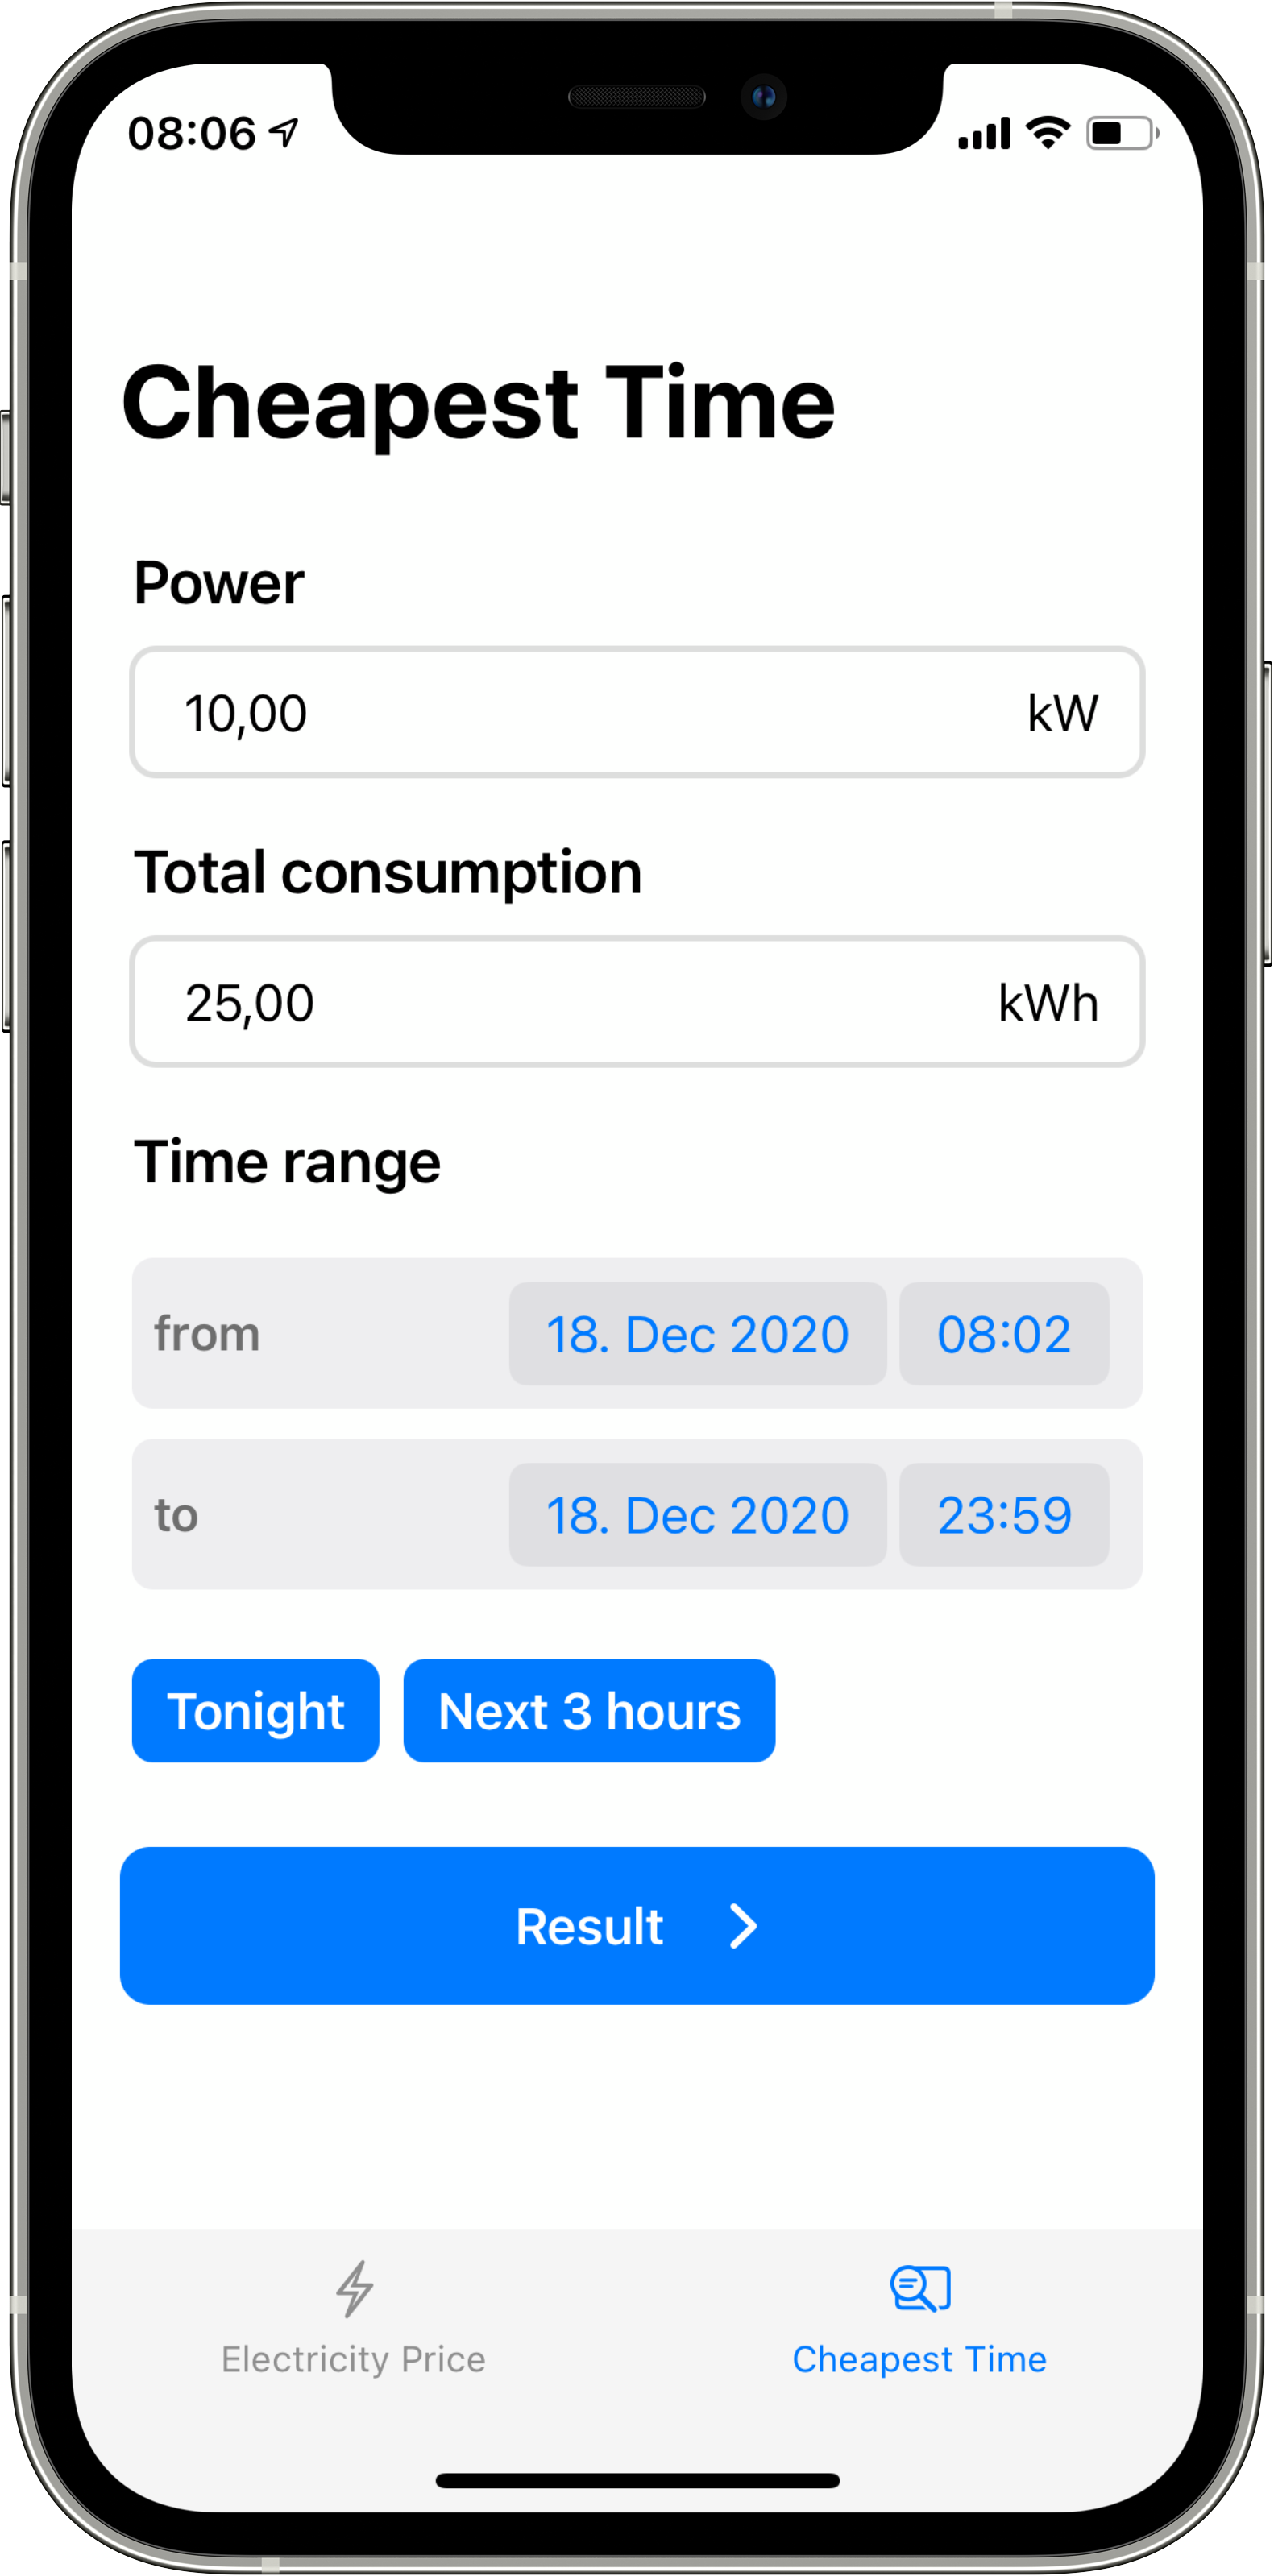 08:06
Cheapest Time
Power
10,00 kW
Total consumption
25,00 kWh
Time range
from 18. Dec 2020 08:02
to 18. Dec 2020 23:59
Tonight Next 3 hours
Result
Electricity Price Cheapest Time